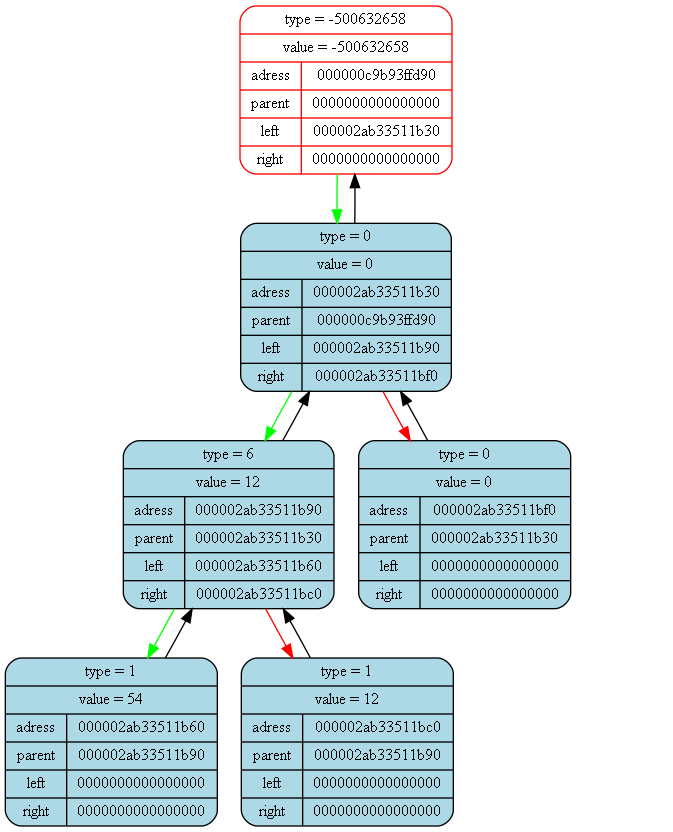 type = -500632658
value = -500632658
adress 000000c9b93ffd90
parent 0000000000000000
left 000002ab33511b30
right 0000000000000000
type = 0
value = 0
adress 000002ab33511b30
parent 000000c9b93ffd90
left 000002ab33511b90
right 000002ab33511bf0
type = 6
value = 12
adress 000002ab33511b90
parent 000002ab33511b30
left 000002ab33511b60
right 000002ab33511bc0
type = 0
value = 0
adress 000002ab33511bf0
parent 000002ab33511b30
left 0000000000000000
right 0000000000000000
type = 1
value = 54
adress 000002ab33511b60
parent 000002ab33511b90
left 0000000000000000
right 0000000000000000
type = 1
value = 12
adress 000002ab33511bc0
parent 000002ab33511b90
left 0000000000000000
right 0000000000000000